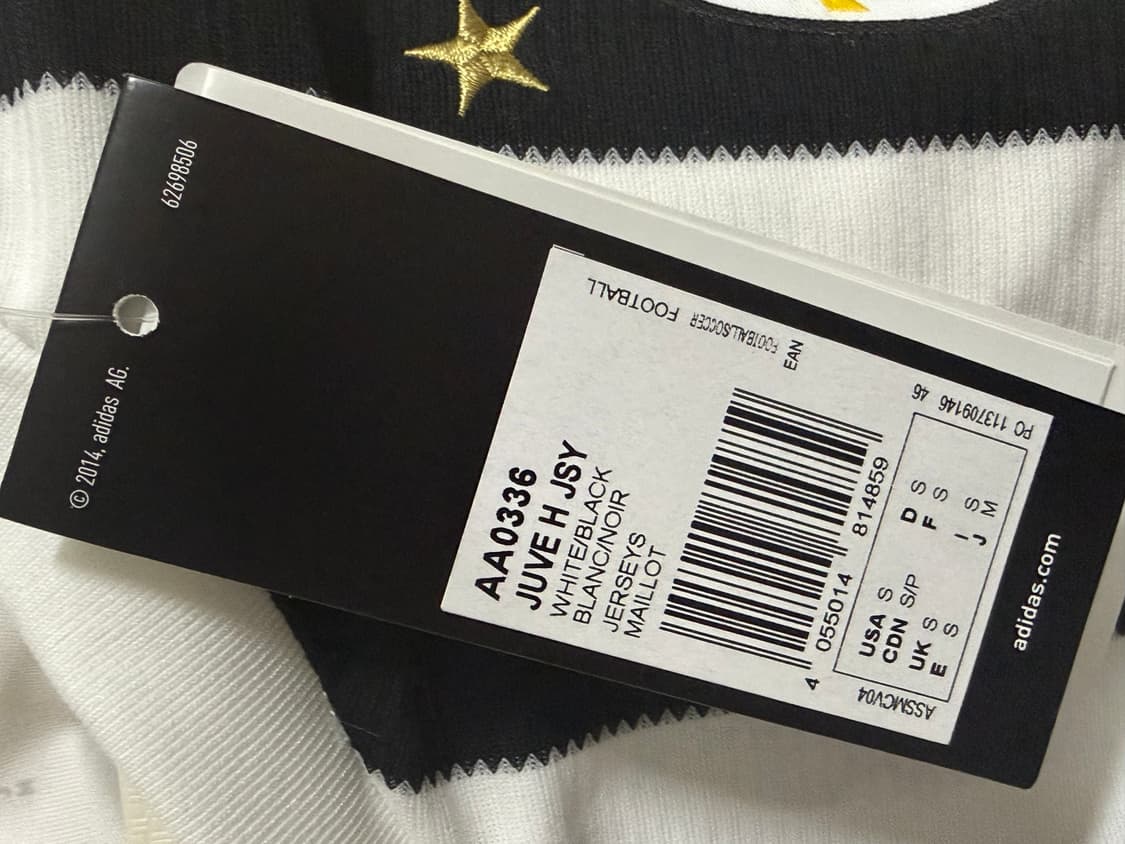 62698506
© 2014. adidas AG.
FOOTBALL
FOOTBALL/SOCCER
EAN
AA0336
JUVE H JSY
WHITE/BLACK
BLANC/NOIR
JERSEYS
MAILLOT
4 055014 814859
PO 113709146 46
USA S D S
CDN S/P F S
UK S I S
E S J M
ASSMCV04
adidas.com